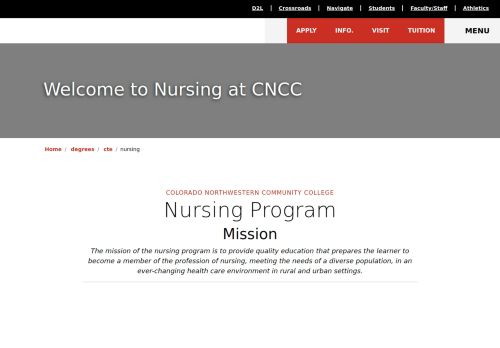 D2L | Crossroads | Navigate | Students | Faculty/Staff | Athletics
APPLY INFO. VISIT TUITION MENU
Welcome to Nursing at CNCC
Home / degrees / cte / nursing
COLORADO NORTHWESTERN COMMUNITY COLLEGE
Nursing Program
Mission
The mission of the nursing program is to provide quality education that prepares the learner to
become a member of the profession of nursing, meeting the needs of a diverse population, in an
ever-changing health care environment in rural and urban settings.